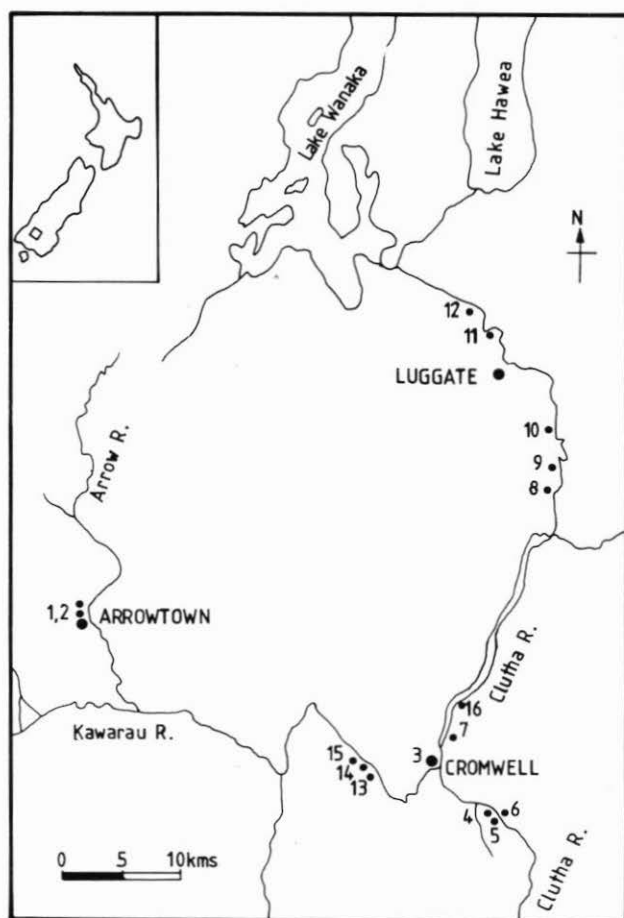 Lake Wanaka
Lake Hawea
N
12
11
LUGGATE
10
9
8
Arrow R.
1,2
ARROWTOWN
Clutha R.
16
7
Kawarau R.
3
CROMWELL
15
14
13
4
6
5
Clutha R.
0 5 10kms